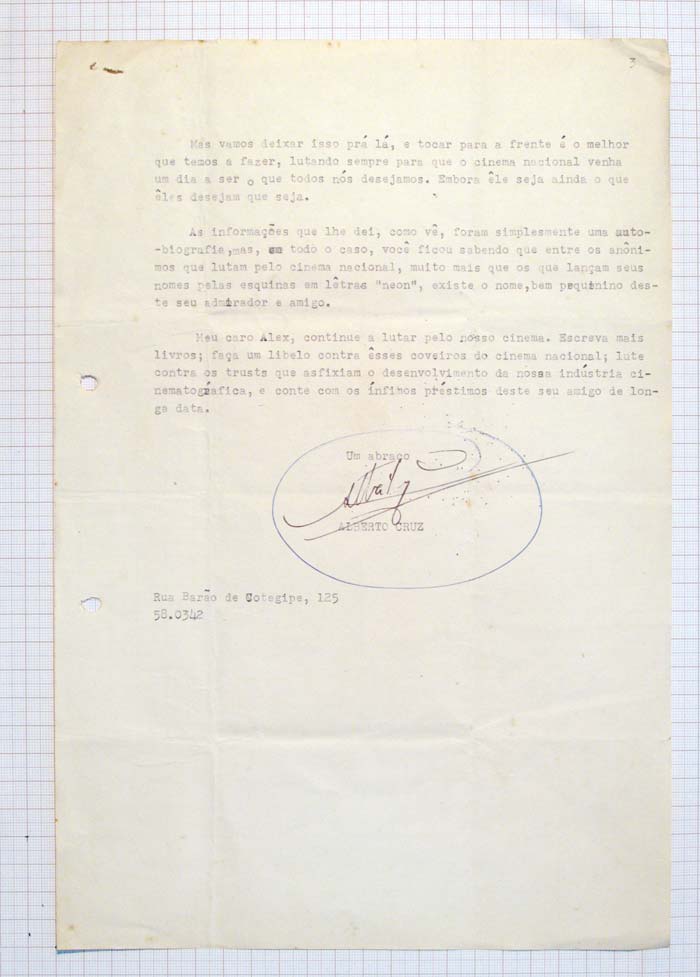 3
Mas vamos deixar isso prá lá, e tocar para a frente é o melhor
que temos a fazer, lutando sempre para que o cinema nacional venha
um dia a ser o que todos nós desejamos. Embora êle seja ainda o que
êles desejam que seja.
As informações que lhe dei, como vê, foram simplesmente uma auto-
-biografia,mas, em todo o caso, você ficou sabendo que entre os anôni-
mos que lutam pelo cinema nacional, muito mais que os que lançam seus
nomes pelas esquinas em lêtras "neon", existe o nome,bem pequinino des-
te seu admirador e amigo.
Meu caro Alex, continue a lutar pelo nosso cinema. Escreva mais
livros; faça um libelo contra êsses coveiros do cinema nacional; lute
contra os trusts que asfixiam o desenvolvimento da nossa indústria ci-
nematográfica, e conte com os ínfimos préstimos deste seu amigo de lon-
ga data.
Um abraço
ALBERTO CRUZ
Rua Barão de Cotegipe, 125
58.0342